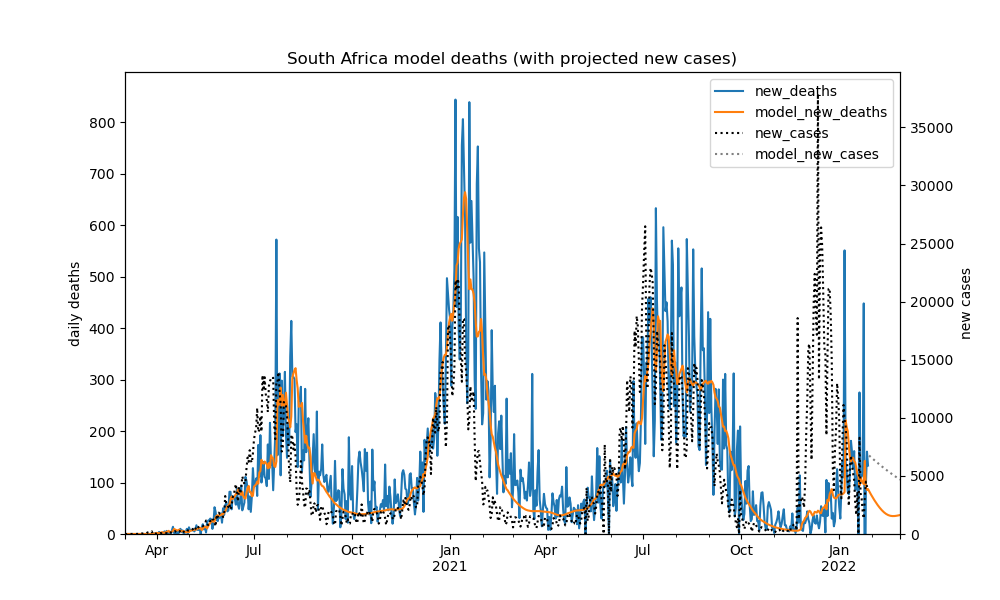 South Africa model deaths (with projected new cases)
new_deaths
model_new_deaths
new_cases
model_new_cases
daily deaths
800
700
600
500
400
300
200
100
0
35000
30000
25000
20000
15000
10000
5000
0
new cases
Apr
Jul
Oct
Jan
2021
Apr
Jul
Oct
Jan
2022